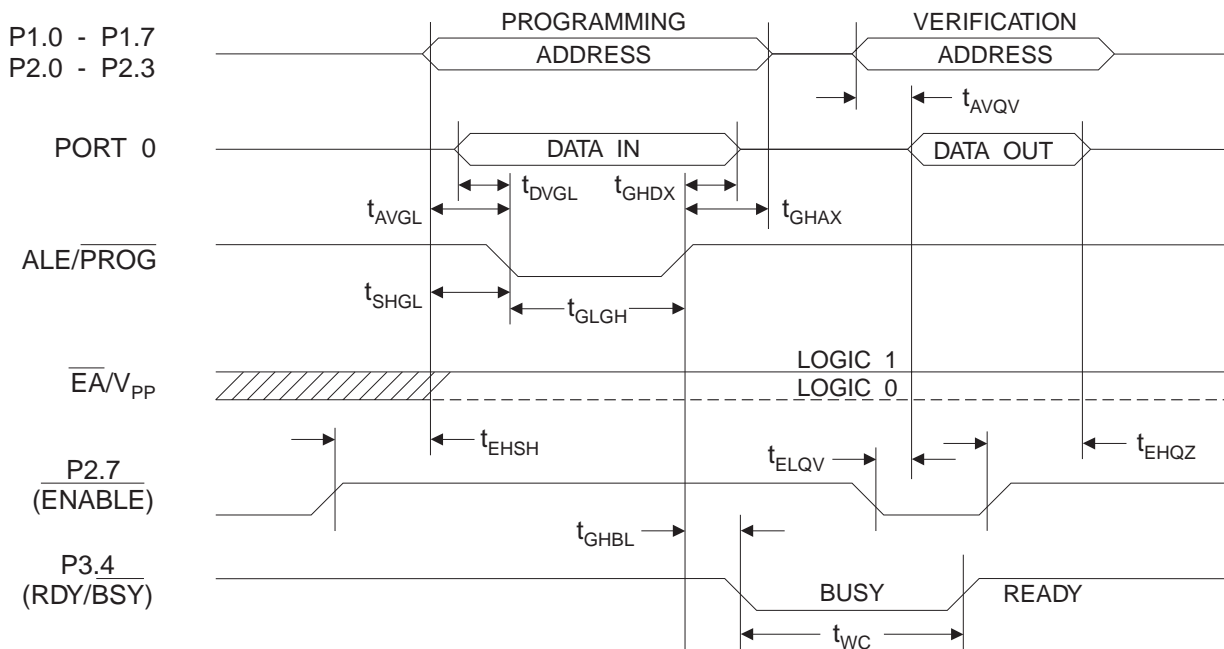 PROGRAMMING
VERIFICATION
P1.0 - P1.7
P2.0 - P2.3
ADDRESS
ADDRESS
tAVQV
PORT 0
DATA IN
DATA OUT
tDVGL
tGHDX
tAVGL
tGHAX
ALE/PROG
tSHGL
tGLGH
LOGIC 1
EA/VPP
LOGIC 0
tEHSH
tELQV
tEHQZ
P2.7
(ENABLE)
tGHBL
P3.4
(RDY/BSY)
BUSY
READY
tWC